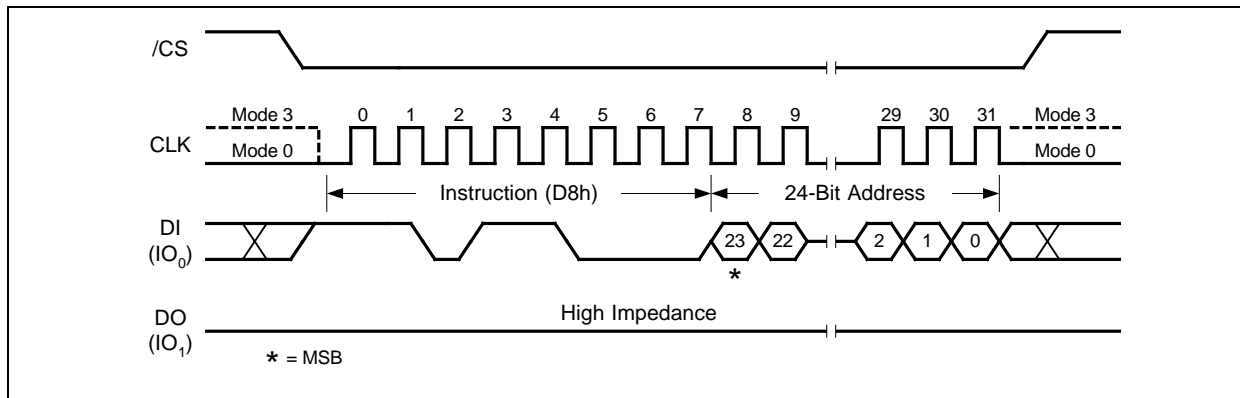 /CS
Mode 3 0 1 2 3 4 5 6 7 8 9 29 30 31 Mode 3
CLK
Mode 0 Mode 0
Instruction (D8h) 24-Bit Address
DI
(IO0)
23 22 2 1 0
*
High Impedance
DO
(IO1)
* = MSB